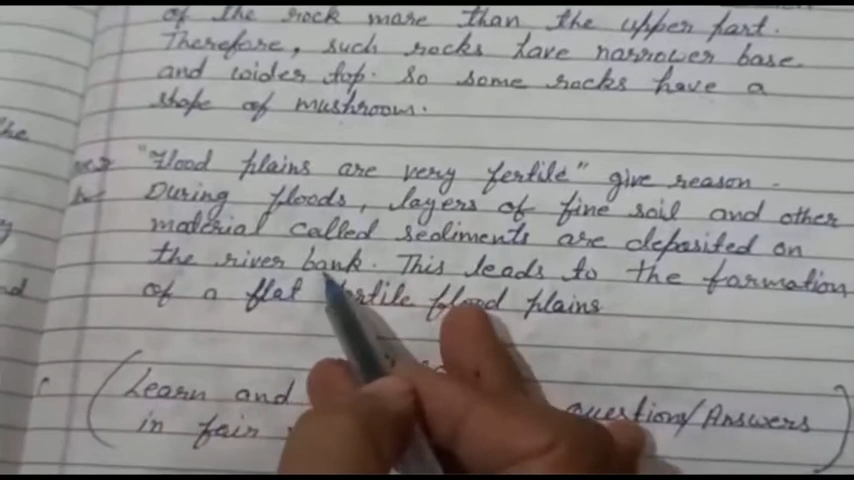 of the rock more than the upper part.
Therefore, such rocks have narrower base
and wider top. So some rocks have a
shape of mushroom.
"Flood plains are very fertile" give reason.
During floods, layers of fine soil and other
material called sediments are deposited on
the river bank. This leads to the formation
of a flat fertile flood plains
(Learn and question/Answers)
in fair